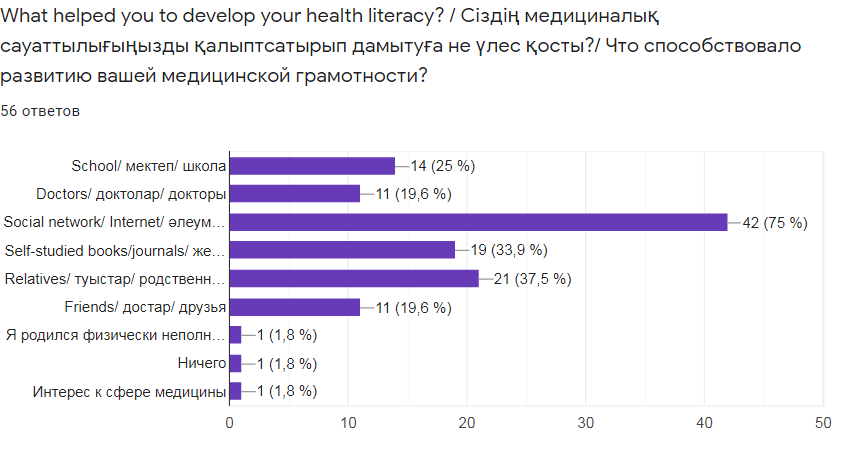 What helped you to develop your health literacy? / Сіздің медициналық
сауаттылығыңызды қалыптсатырып дамытуға не үлес қосты?/ Что способствовало
развитию вашей медицинской грамотности?
56 ответов
School/ мектеп/ школа 14 (25 %)
Doctors/ доктолар/ докторы 11 (19,6 %)
Social network/ Internet/ әлеум… 42 (75 %)
Self-studied books/journals/ же… 19 (33,9 %)
Relatives/ туыстар/ родственн… 21 (37,5 %)
Friends/ достар/ друзья 11 (19,6 %)
Я родился физически неполн… 1 (1,8 %)
Ничего 1 (1,8 %)
Интерес к сфере медицины 1 (1,8 %)
0 10 20 30 40 50